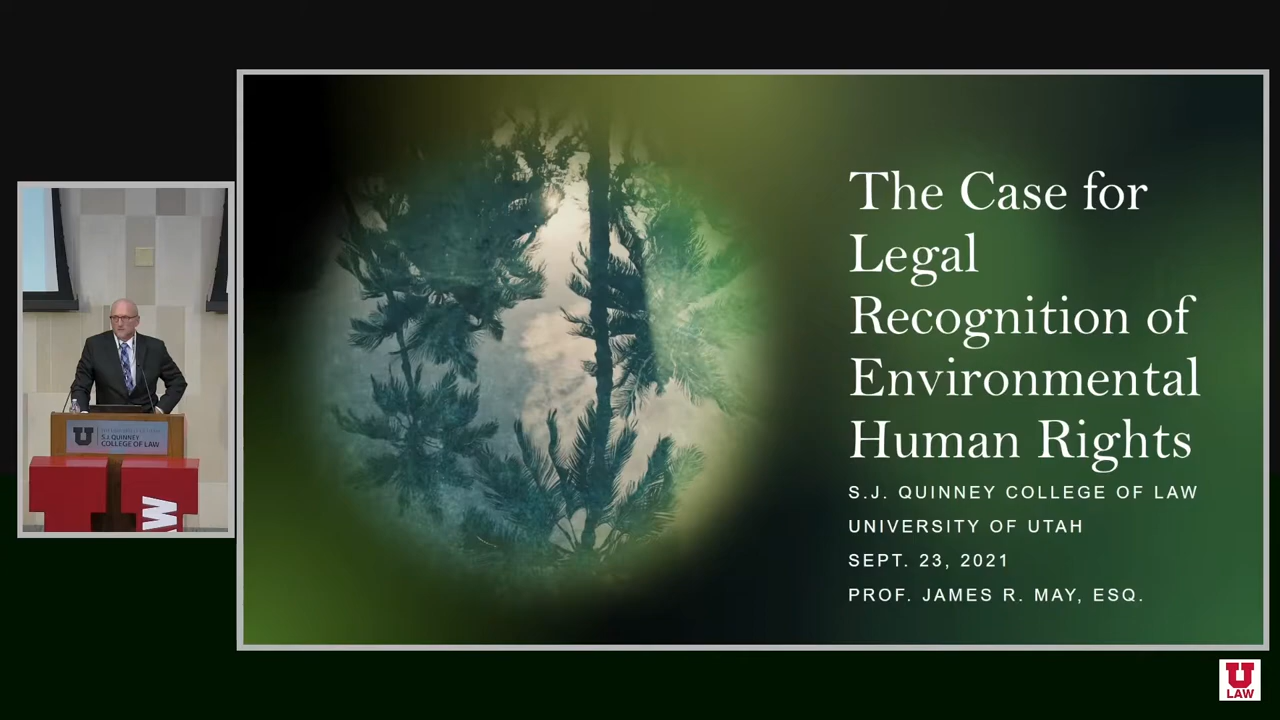 The Case for
Legal
Recognition of
Environmental
Human Rights
S.J. QUINNEY COLLEGE OF LAW
UNIVERSITY OF UTAH
SEPT. 23, 2021
PROF. JAMES R. MAY, ESQ.
U
S.J. QUINNEY
COLLEGE OF LAW
U
LAW